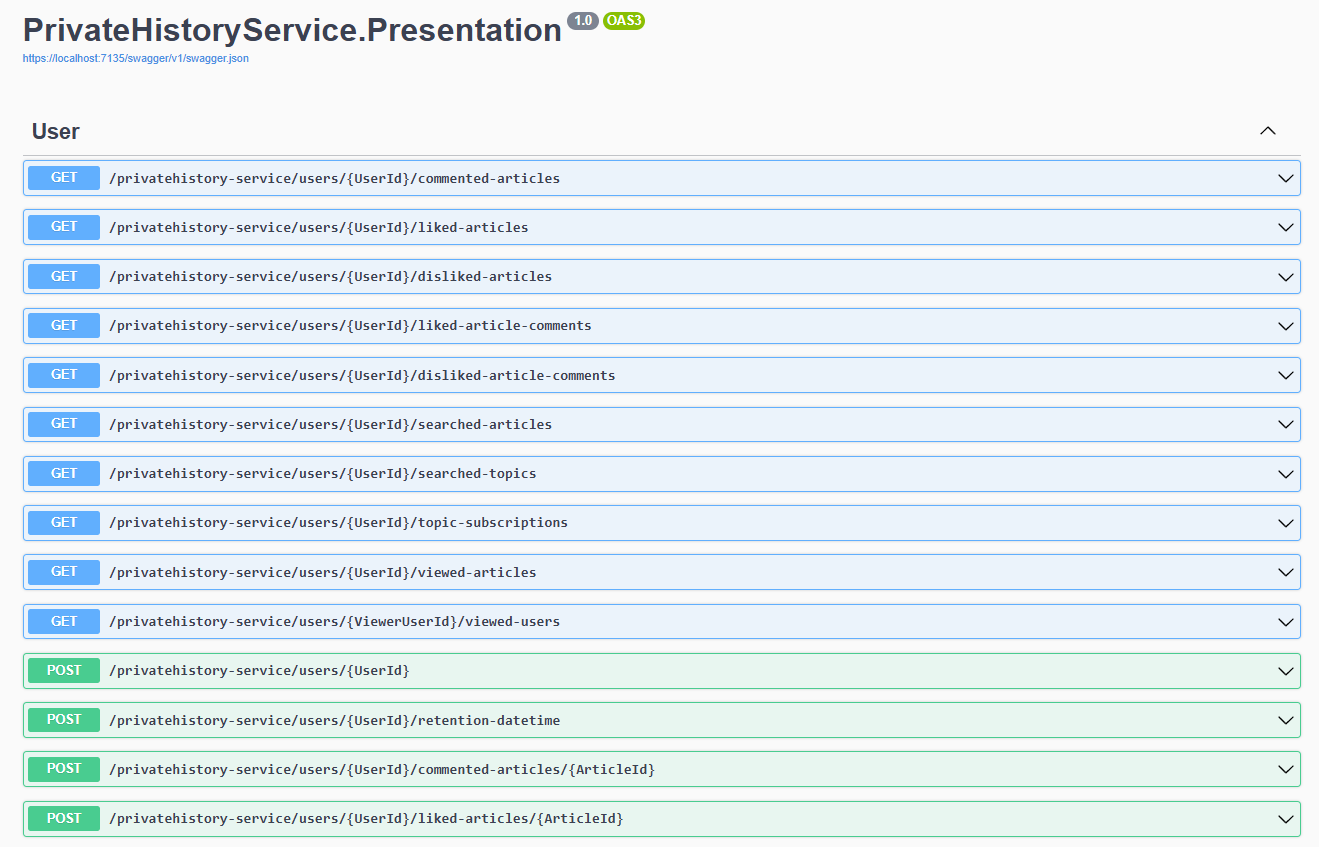 PrivateHistoryService.Presentation 1.0 OAS3
https://localhost:7135/swagger/v1/swagger.json
User
GET /privatehistory-service/users/{UserId}/commented-articles
GET /privatehistory-service/users/{UserId}/liked-articles
GET /privatehistory-service/users/{UserId}/disliked-articles
GET /privatehistory-service/users/{UserId}/liked-article-comments
GET /privatehistory-service/users/{UserId}/disliked-article-comments
GET /privatehistory-service/users/{UserId}/searched-articles
GET /privatehistory-service/users/{UserId}/searched-topics
GET /privatehistory-service/users/{UserId}/topic-subscriptions
GET /privatehistory-service/users/{UserId}/viewed-articles
GET /privatehistory-service/users/{ViewerUserId}/viewed-users
POST /privatehistory-service/users/{UserId}
POST /privatehistory-service/users/{UserId}/retention-datetime
POST /privatehistory-service/users/{UserId}/commented-articles/{ArticleId}
POST /privatehistory-service/users/{UserId}/liked-articles/{ArticleId}